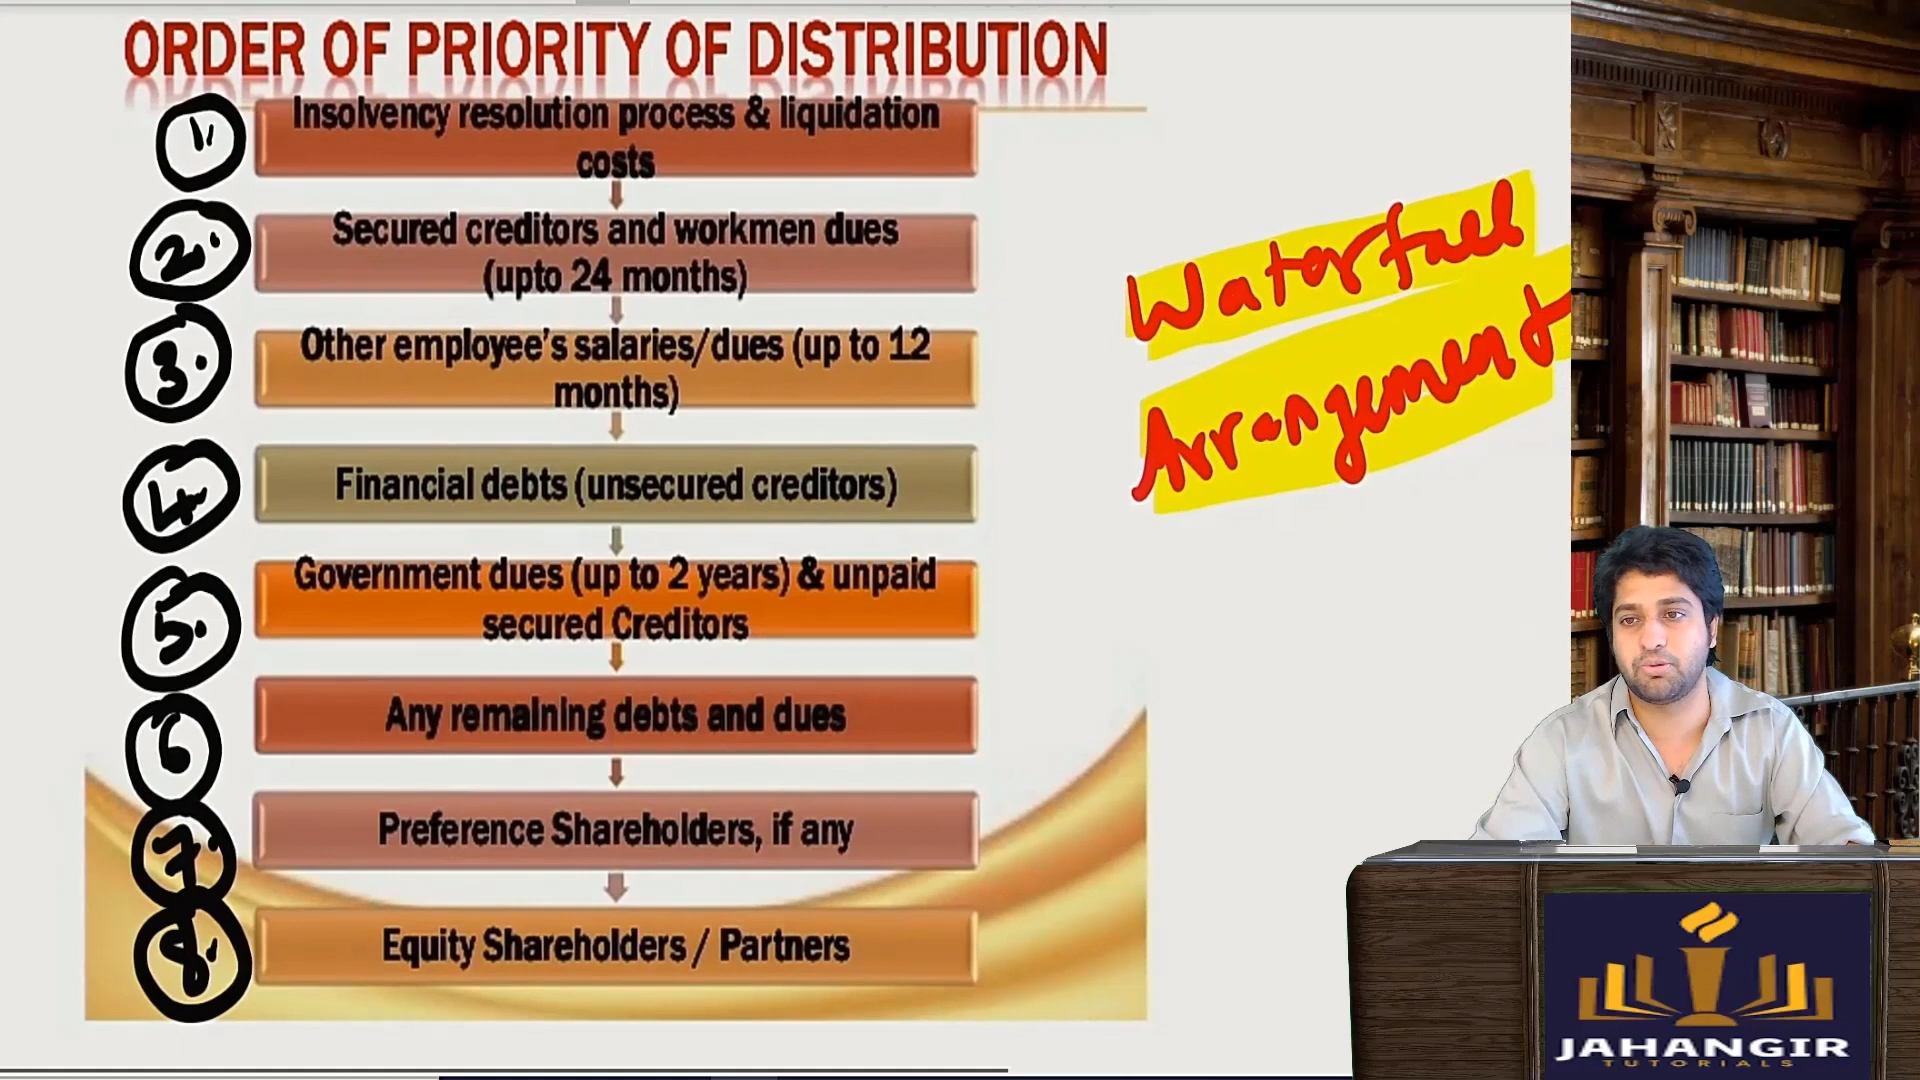 ORDER OF PRIORITY OF DISTRIBUTION
1.
Insolvency resolution process & liquidation
costs
2.
Secured creditors and workmen dues
(upto 24 months)
3.
Other employee's salaries/dues (up to 12
months)
4.
Financial debts (unsecured creditors)
5.
Government dues (up to 2 years) & unpaid
secured Creditors
6
Any remaining debts and dues
7.
Preference Shareholders, if any
8.
Equity Shareholders / Partners
Waterfall
Arrangement
JAHANGIR
TUTORIALS